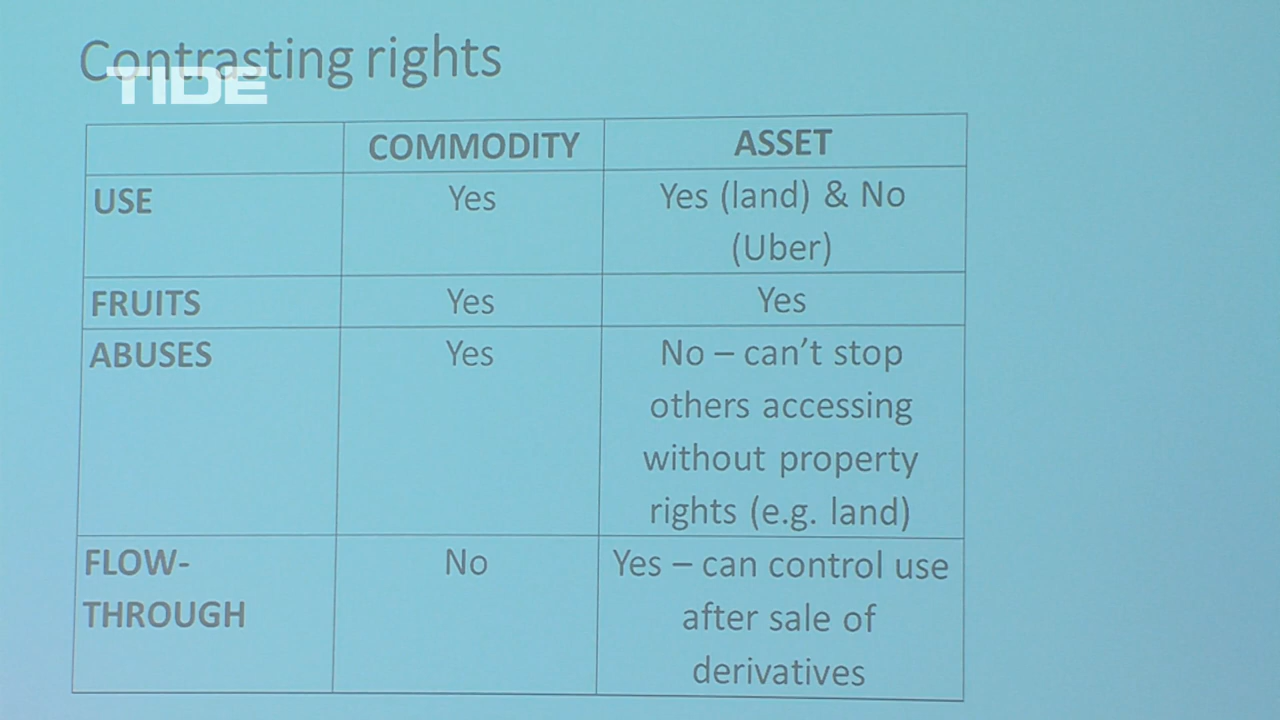 Contrasting rights
TIDE
COMMODITY
ASSET
USE
Yes
Yes (land) & No
(Uber)
FRUITS
Yes
Yes
ABUSES
Yes
No – can't stop
others accessing
without property
rights (e.g. land)
FLOW-
THROUGH
No
Yes – can control use
after sale of
derivatives